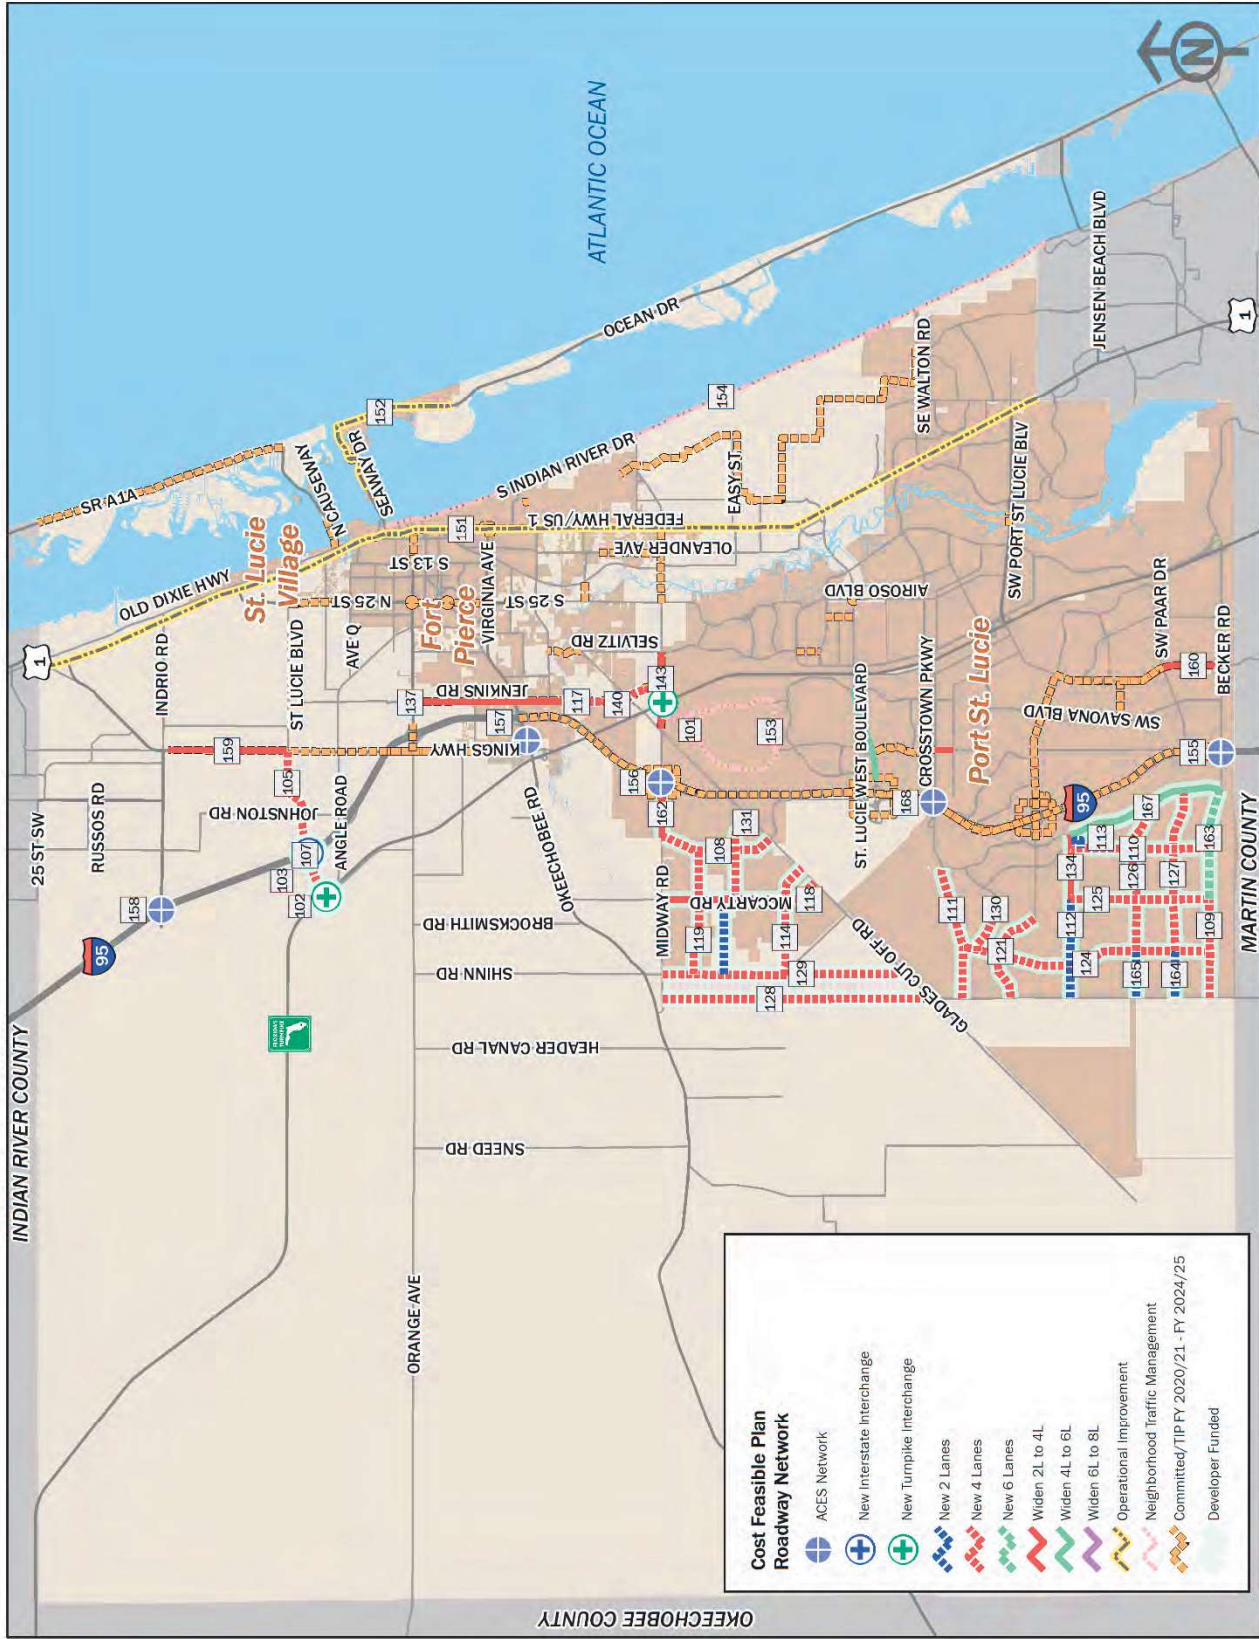 INDIAN RIVER COUNTY
OKEECHOBEE COUNTY
MARTIN COUNTY
ATLANTIC OCEAN
N
1
95
25 ST SW
RUSSOS RD
INDRIO RD
OLD DIXIE HWY
SR A1A
St. Lucie
Village
N CAUSEWAY
SEAWAY DR
ST LUCIE BLVD
N 25 ST
AVE Q
KINGS HWY
JOHNSTON RD
ANGLE ROAD
FLORIDA'S
TURNPIKE
ORANGE AVE
S 13 ST
Fort
Pierce
VIRGINIA AVE
S 25 ST
JENKINS RD
SELVITZ RD
OKEECHOBEE RD
BROCKSMITH RD
SHINN RD
HEADER CANAL RD
SNEED RD
MIDWAY RD
MCCARTY RD
GLADES CUT OFF RD
S INDIAN RIVER DR
OCEAN DR
FEDERAL HWY/US 1
OLEANDER AVE
EASY ST
AIROSO BLVD
ST. LUCIE WEST BOULEVARD
CROSSTOWN PKWY
SE WALTON RD
Port St. Lucie
SW PORT ST LUCIE BLV
JENSEN BEACH BLVD
SW SAVONA BLVD
SW PAAR DR
BECKER RD
95
1
158
159
105
107
103
102
137
157
152
151
117
140
143
101
153
154
156
162
108
131
118
119
114
129
128
168
111
130
121
134
113
167
110
112
125
126
127
163
124
165
164
109
155
160
Cost Feasible Plan
Roadway Network
ACES Network
New Interstate Interchange
New Turnpike Interchange
New 2 Lanes
New 4 Lanes
New 6 Lanes
Widen 2L to 4L
Widen 4L to 6L
Widen 6L to 8L
Operational Improvement
Neighborhood Traffic Management
Committed/TIP FY 2020/21 - FY 2024/25
Developer Funded